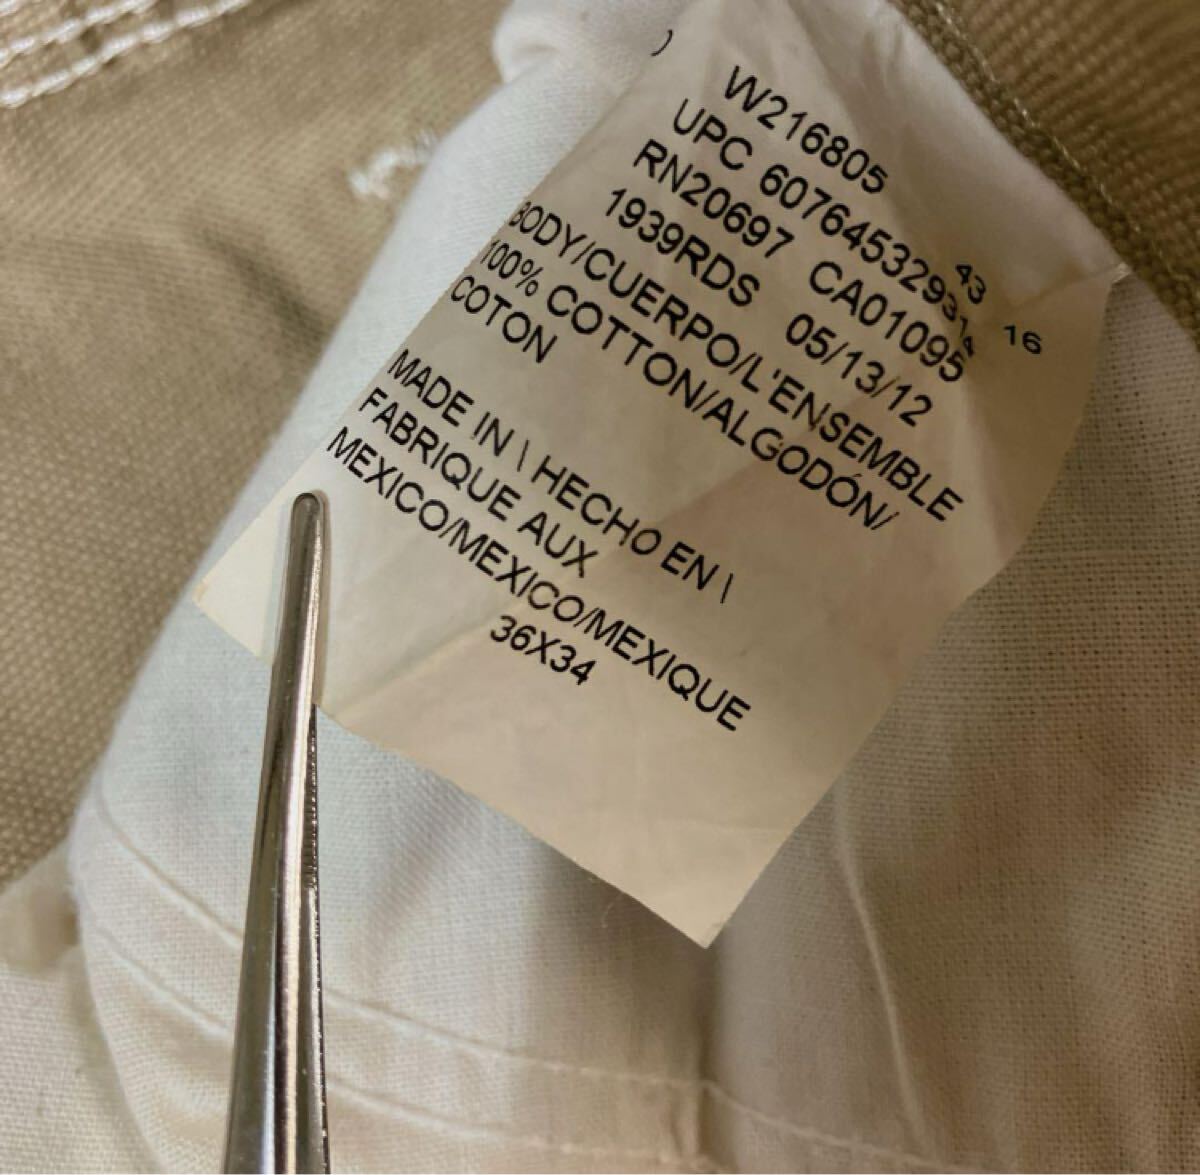 W216805
43
UPC 607645329314
16
RN20697 CA01095
1939RDS 05/13/12
BODY/CUERPO/L'ENSEMBLE
100% COTTON/ALGODÓN/
COTON
MADE IN \ HECHO EN \
FABRIQUE AUX
MEXICO/MEXICO/MEXIQUE
36X34